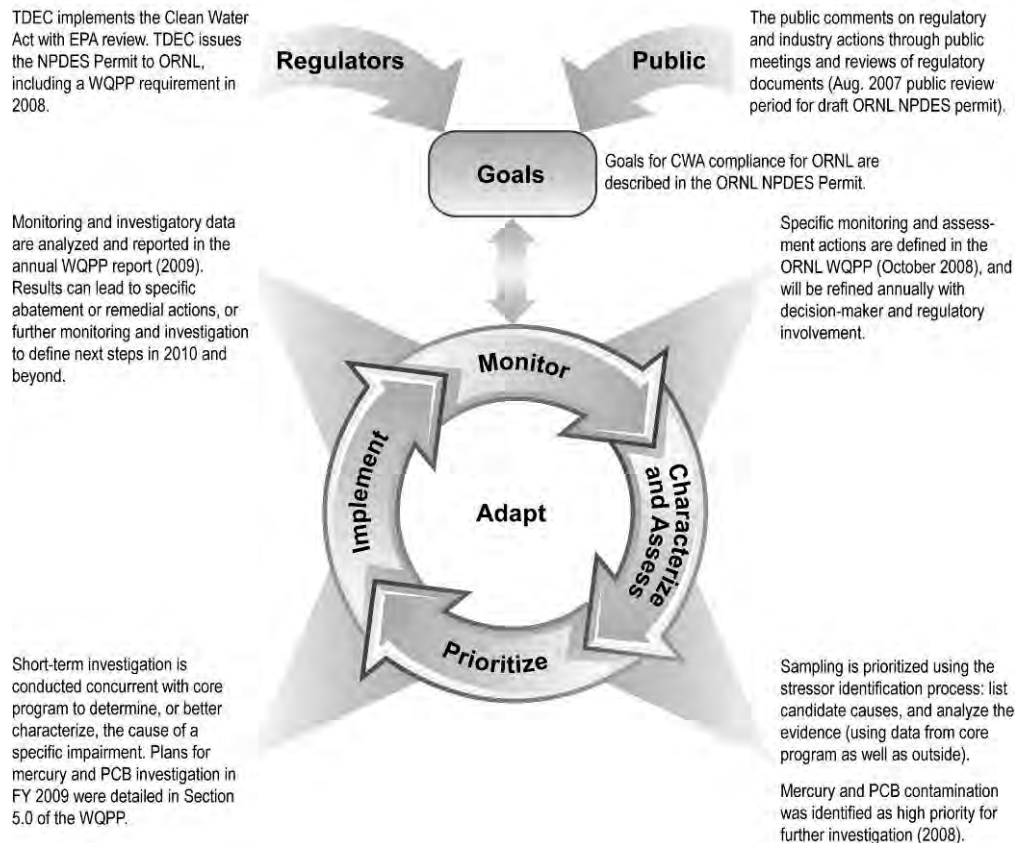 TDEC implements the Clean Water
Act with EPA review. TDEC issues
the NPDES Permit to ORNL,
including a WQPP requirement in
2008.
Regulators
Public
The public comments on regulatory
and industry actions through public
meetings and reviews of regulatory
documents (Aug. 2007 public review
period for draft ORNL NPDES permit).
Goals
Goals for CWA compliance for ORNL are
described in the ORNL NPDES Permit.
Monitoring and investigatory data
are analyzed and reported in the
annual WQPP report (2009).
Results can lead to specific
abatement or remedial actions, or
further monitoring and investigation
to define next steps in 2010 and
beyond.
Specific monitoring and assess-
ment actions are defined in the
ORNL WQPP (October 2008), and
will be refined annually with
decision-maker and regulatory
involvement.
Monitor
Characterize
and Assess
Prioritize
Implement
Adapt
Short-term investigation is
conducted concurrent with core
program to determine, or better
characterize, the cause of a
specific impairment. Plans for
mercury and PCB investigation in
FY 2009 were detailed in Section
5.0 of the WQPP.
Sampling is prioritized using the
stressor identification process: list
candidate causes, and analyze the
evidence (using data from core
program as well as outside).
Mercury and PCB contamination
was identified as high priority for
further investigation (2008).